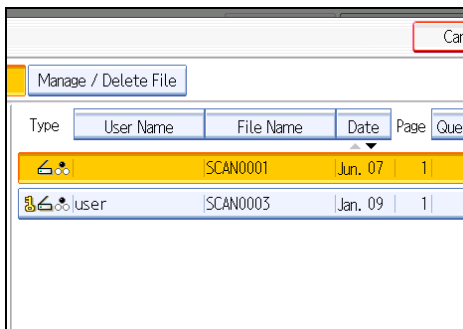 Car
Manage / Delete File
Type User Name File Name Date Page Que
SCAN0001 Jun. 07 1
user SCAN0003 Jan. 09 1